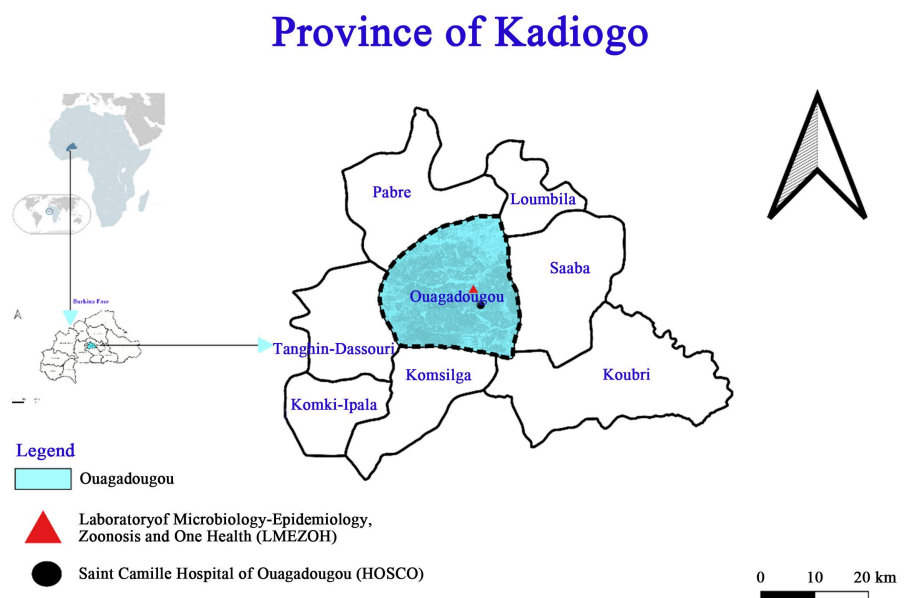 Province of Kadiogo
Pabre
Loumbila
Saaba
Ouagadougou
Burkina Faso
Tanghin-Dassouri
Komsilga
Koubri
Komki-Ipala
Legend
Ouagadougou
Laboratoryof Microbiology-Epidemiology,
Zoonosis and One Health (LMEZOH)
Saint Camille Hospital of Ouagadougou (HOSCO)
0 10 20 km